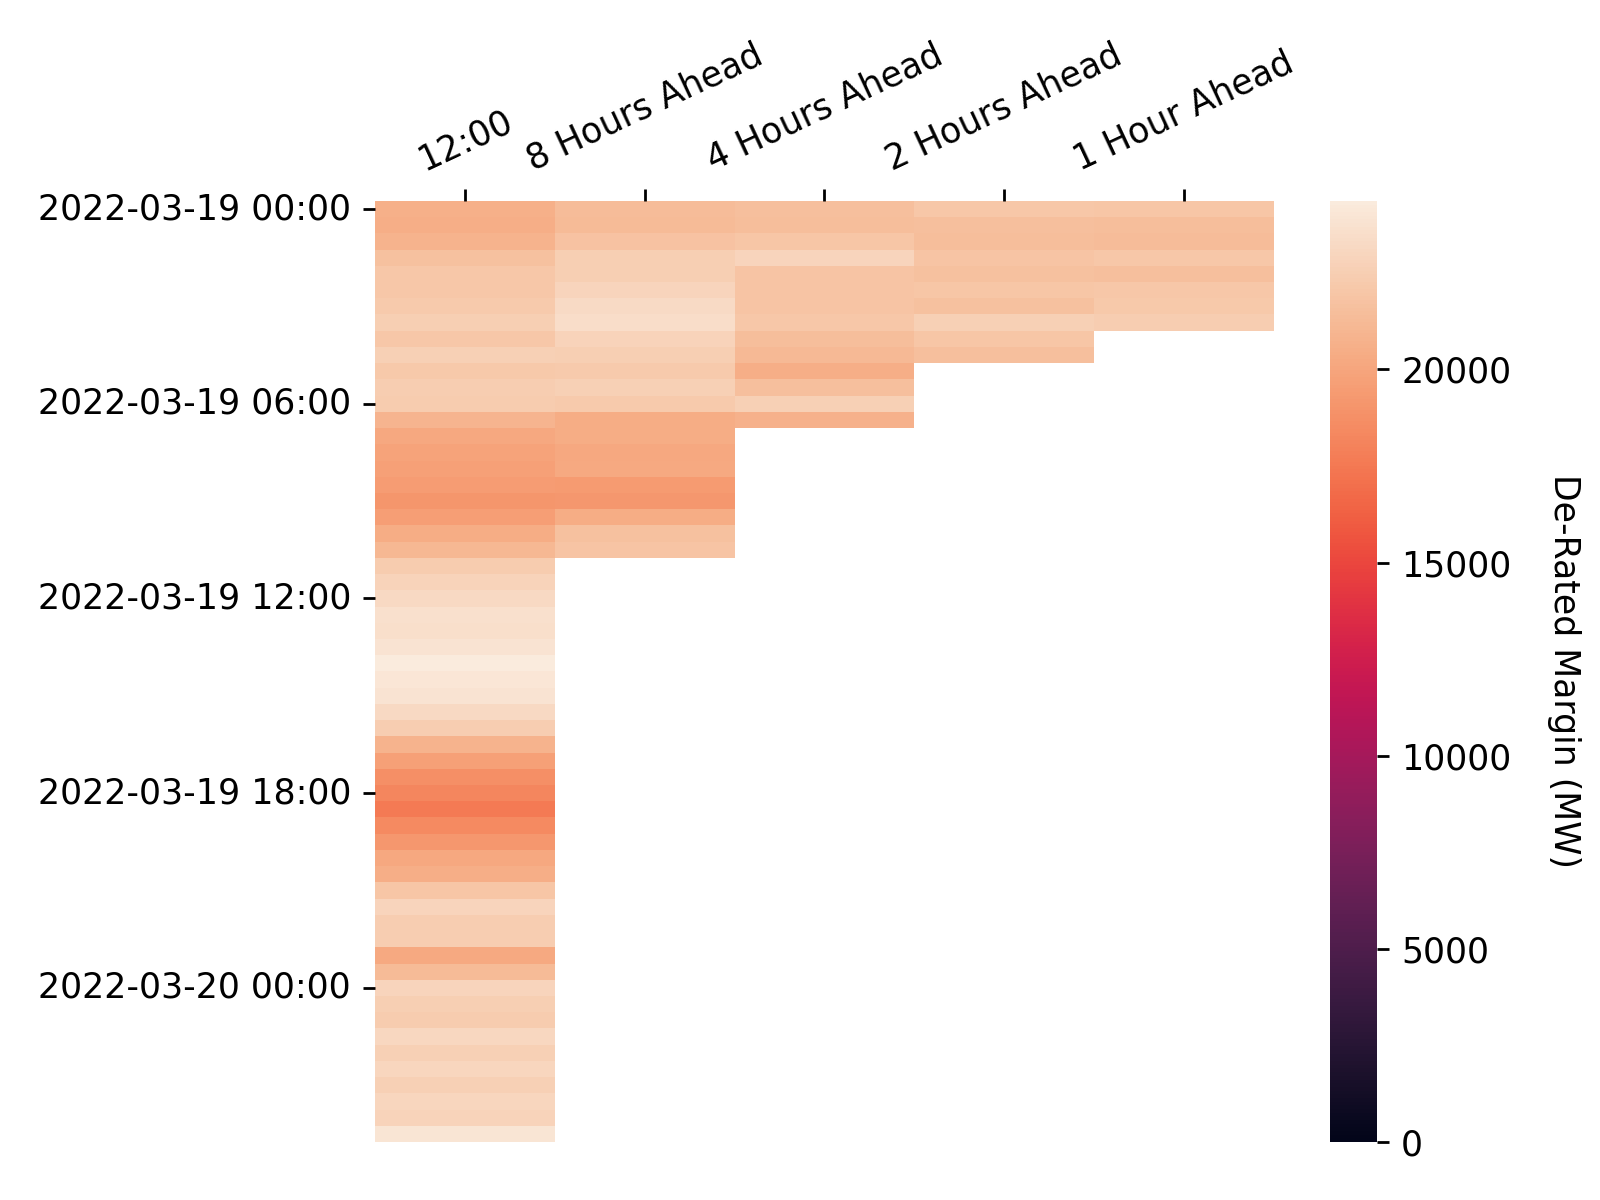 12:00
8 Hours Ahead
4 Hours Ahead
2 Hours Ahead
1 Hour Ahead
2022-03-19 00:00
2022-03-19 06:00
2022-03-19 12:00
2022-03-19 18:00
2022-03-20 00:00
20000
15000
10000
5000
0
De-Rated Margin (MW)